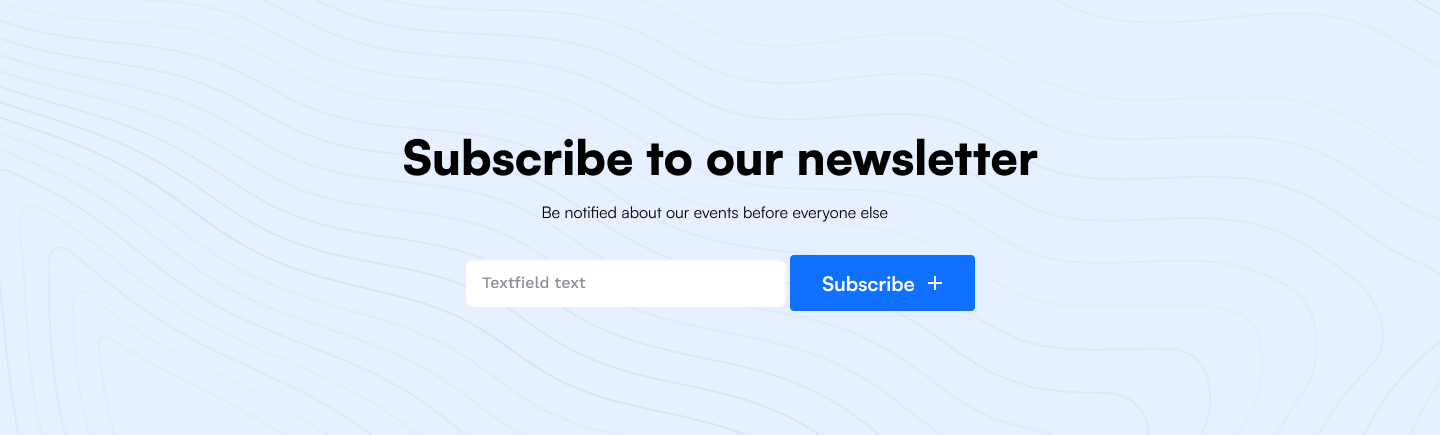 Subscribe to our newsletter
Be notified about our events before everyone else
Textfield text
Subscribe +